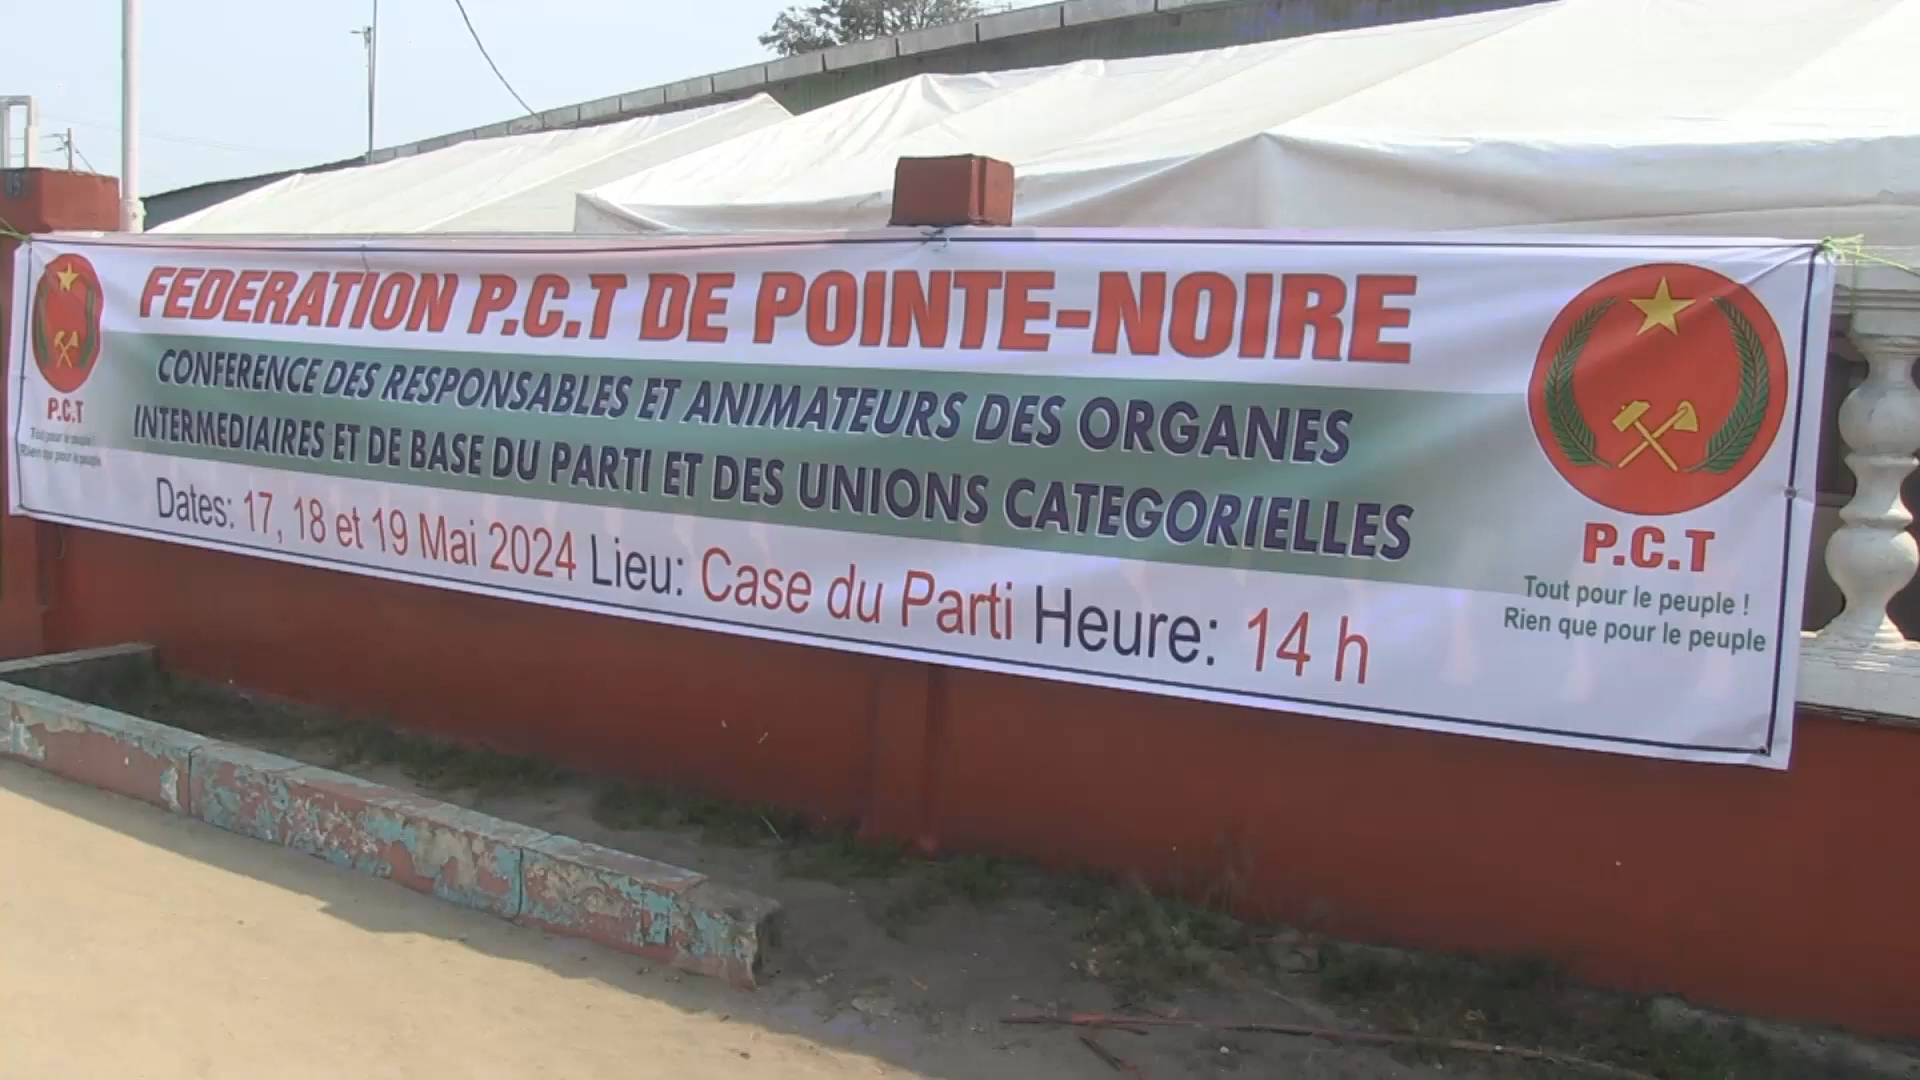 FEDERATION P.C.T DE POINTE-NOIRE
CONFERENCE DES RESPONSABLES ET ANIMATEURS DES ORGANES
INTERMEDIAIRES ET DE BASE DU PARTI ET DES UNIONS CATEGORIELLES
Dates: 17, 18 et 19 Mai 2024 Lieu: Case du Parti Heure: 14 h
P.C.T
Tout pour le peuple !
Rien que pour le peuple
P.C.T
Tout pour le peuple !
Rien que pour le peuple